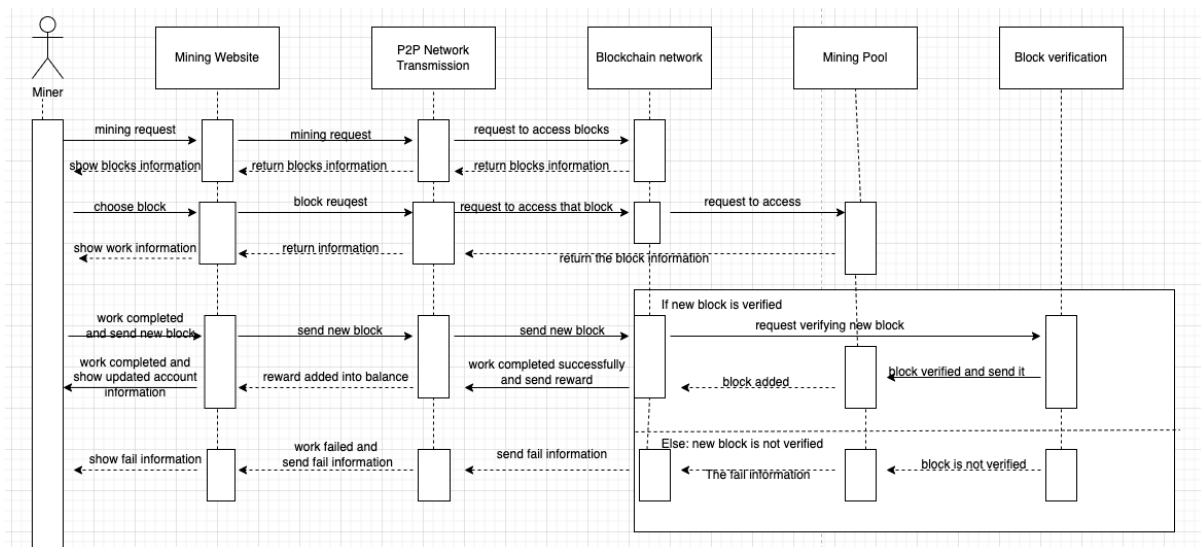 Miner
Mining Website
P2P Network
Transmission
Blockchain network
Mining Pool
Block verification
mining request
mining request
request to access blocks
show blocks information
return blocks information
return blocks information
choose block
block reuqest
request to access that block
request to access
show work information
return information
return the block information
If new block is verified
work completed
and send new block
send new block
send new block
request verifying new block
work completed and
show updated account
information
reward added into balance
work completed successfully
and send reward
block added
block verified and send it
Else: new block is not verified
show fail information
work failed and
send fail information
send fail information
The fail information
block is not verified